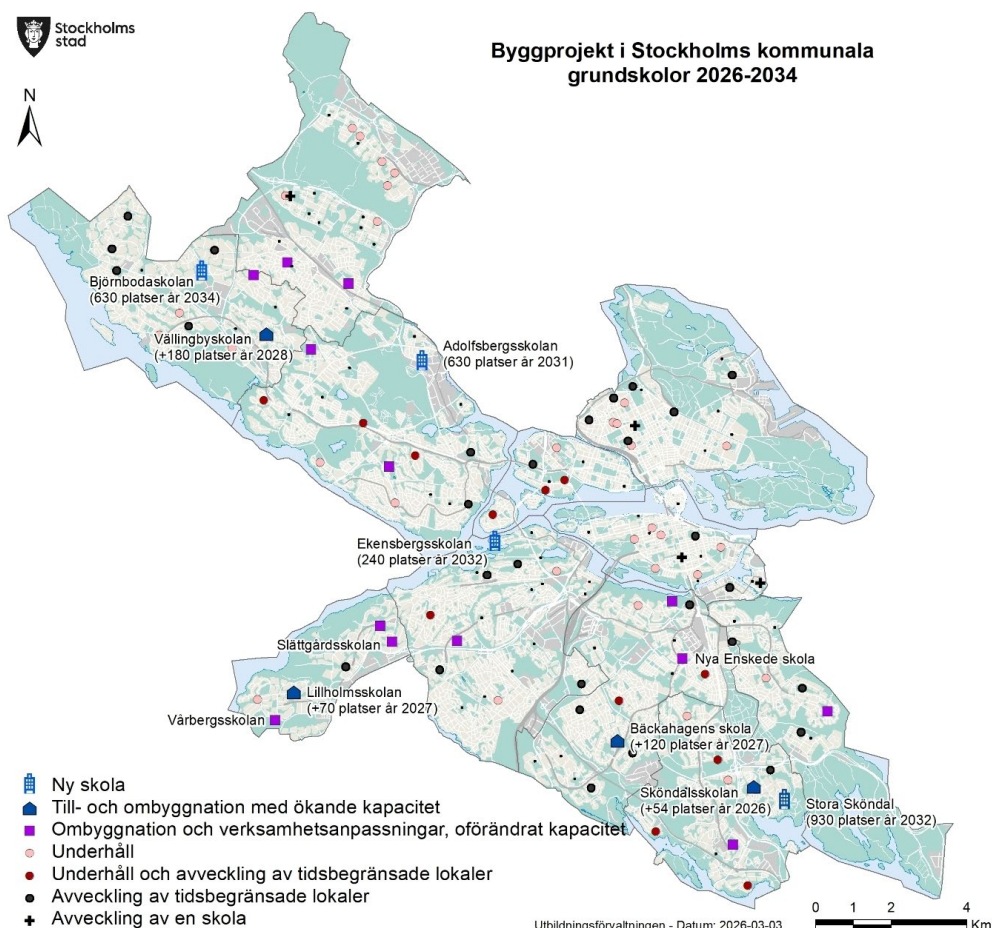 Stockholms
stad
Byggprojekt i Stockholms kommunala
grundskolor 2026-2034
N
Björnbodaskolan
(630 platser år 2034)
Vällingbyskolan
(+180 platser år 2028)
Adolfsbergsskolan
(630 platser år 2031)
Ekensbergsskolan
(240 platser år 2032)
Slättgårdsskolan
Nya Enskede skola
Lillholmsskolan
(+70 platser år 2027)
Vårbergsskolan
Bäckahagens skola
(+120 platser år 2027)
Sköndalsskolan
(+54 platser år 2026)
Stora Sköndal
(930 platser år 2032)
Ny skola
Till- och ombyggnation med ökande kapacitet
Ombyggnation och verksamhetsanpassningar, oförändrat kapacitet
Underhåll
Underhåll och avveckling av tidsbegränsade lokaler
Avveckling av tidsbegränsade lokaler
Avveckling av en skola
Utbildningsförvaltningen - Datum: 2026-03-03
0 1 2 4
Km